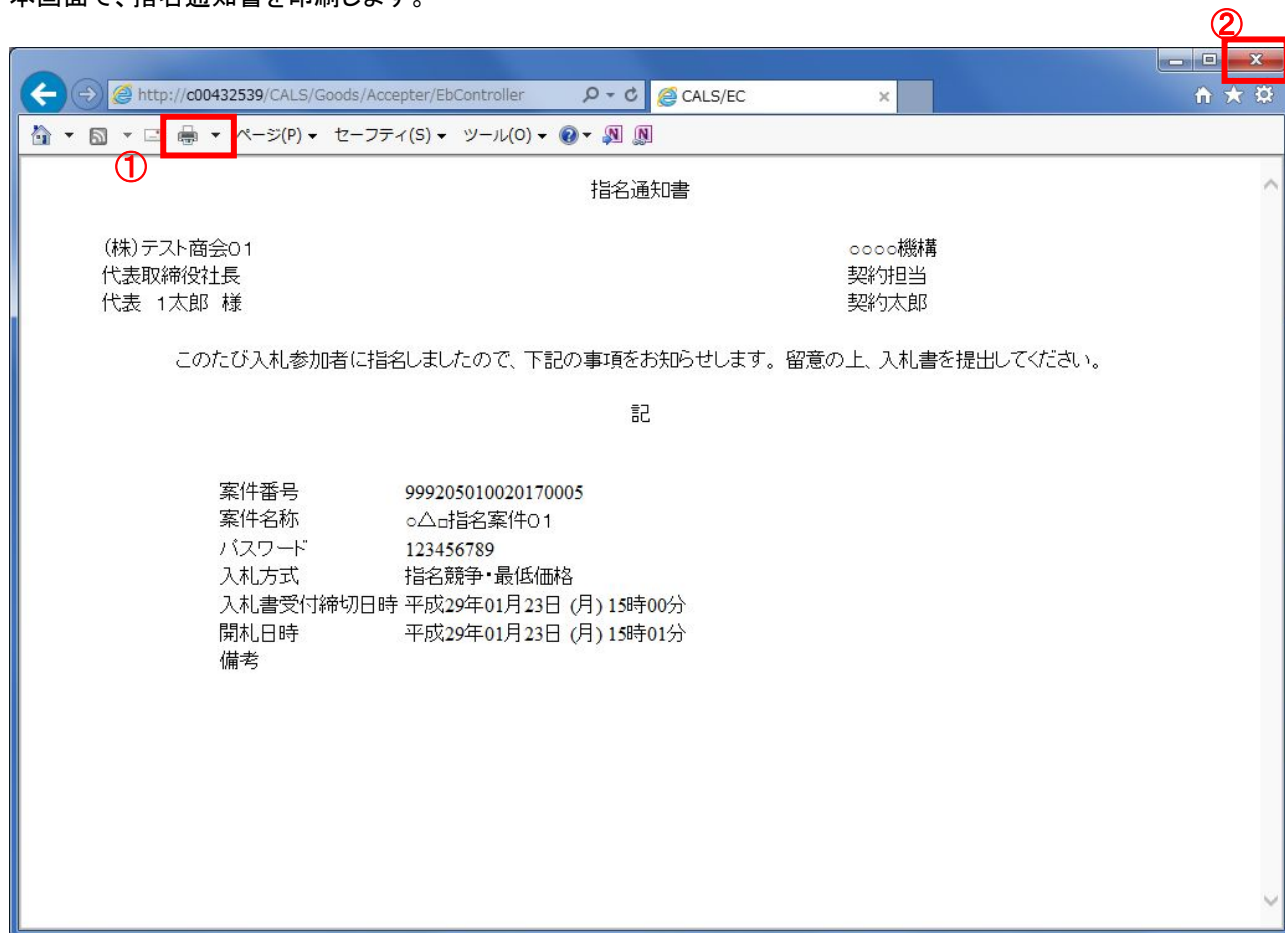 本画面で、指名通知書を印刷します。
②
http://c00432539/CALS/Goods/Accepter/EbController
CALS/EC
ページ(P)
セーフティ(S)
ツール(O)
①
指名通知書
(株)テスト商会01
○○○○機構
代表取締役社長
契約担当
代表 1太郎 様
契約太郎
このたび入札参加者に指名しましたので、下記の事項をお知らせします。留意の上、入札書を提出してください。
記
案件番号 999205010020170005
案件名称 ○△□指名案件01
パスワード 123456789
入札方式 指名競争・最低価格
入札書受付締切日時 平成29年01月23日 (月) 15時00分
開札日時 平成29年01月23日 (月) 15時01分
備考